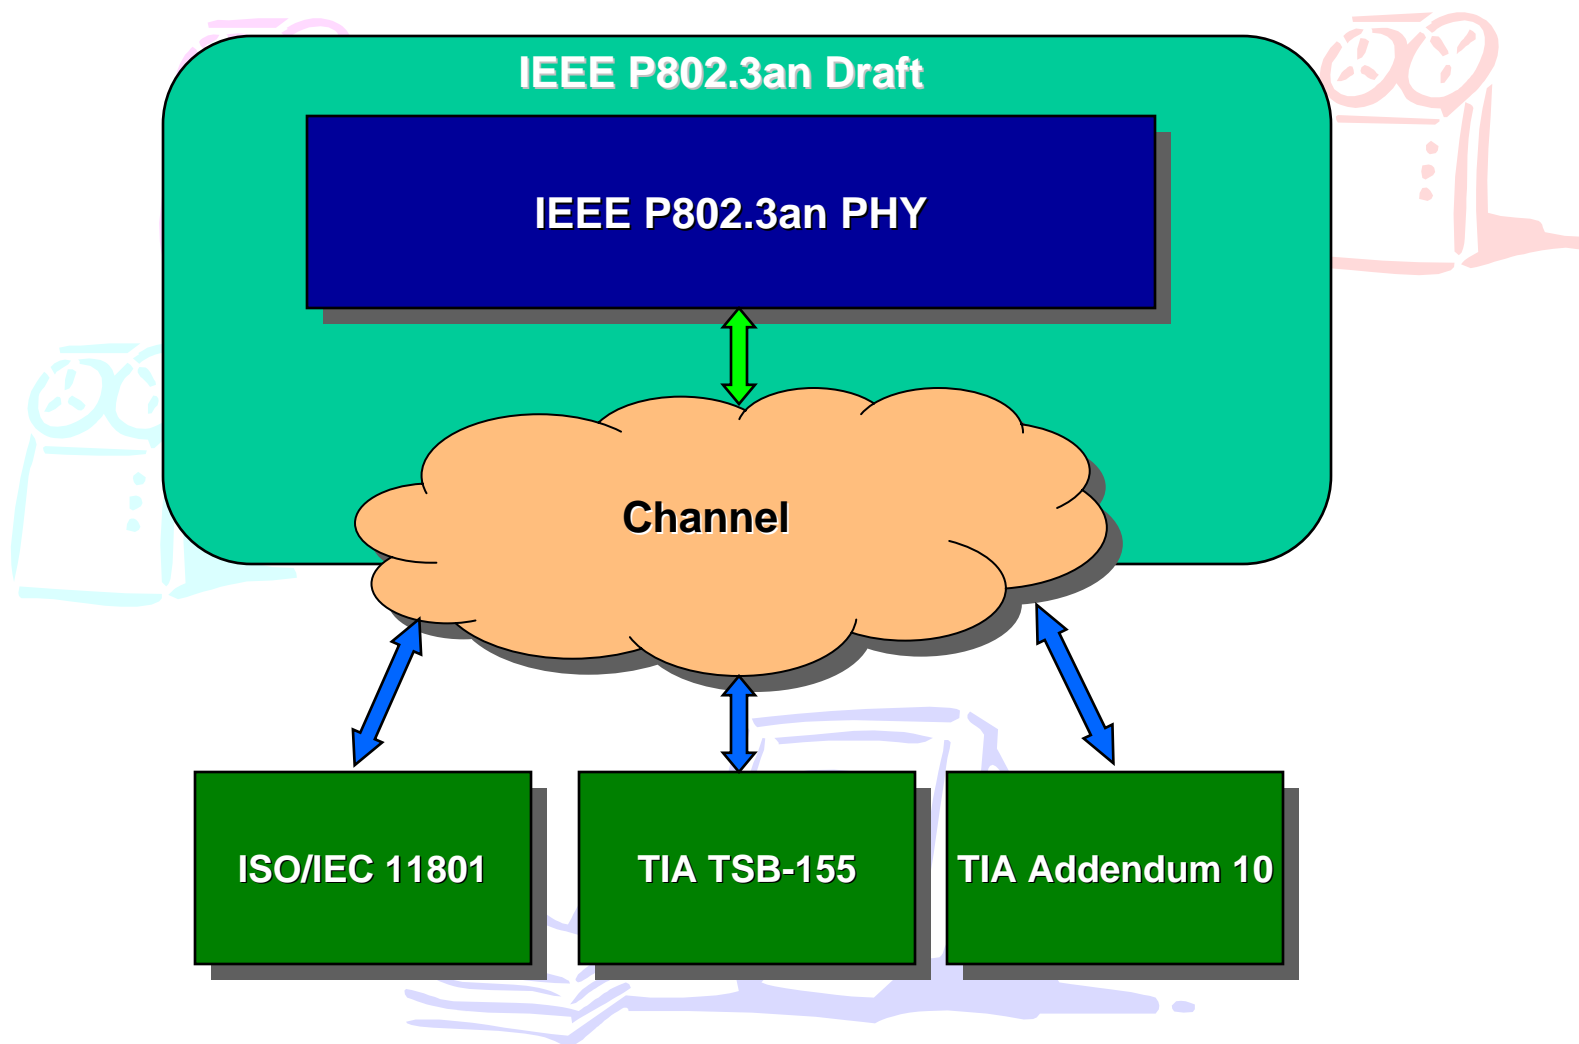 IEEE P802.3an Draft
IEEE P802.3an PHY
Channel
ISO/IEC 11801
TIA TSB-155
TIA Addendum 10